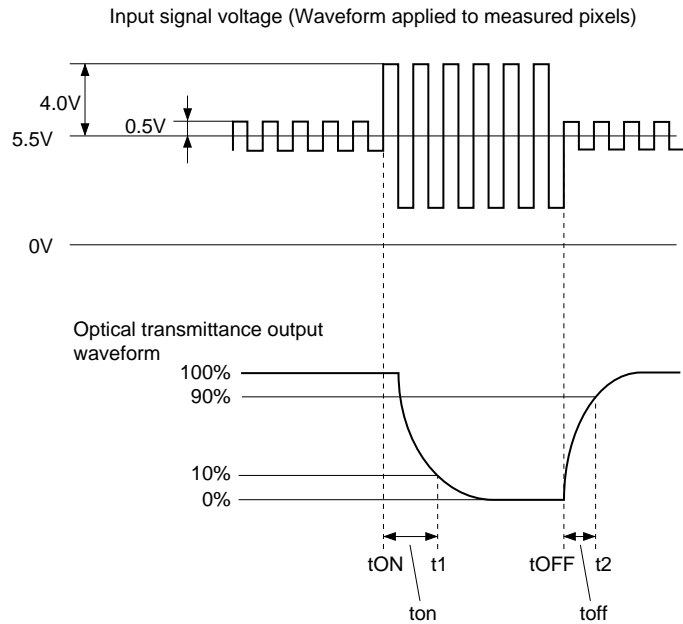 Input signal voltage (Waveform applied to measured pixels)
4.0V
0.5V
5.5V
0V
Optical transmittance output
waveform
100%
90%
10%
0%
tON t1 tOFF t2
ton toff